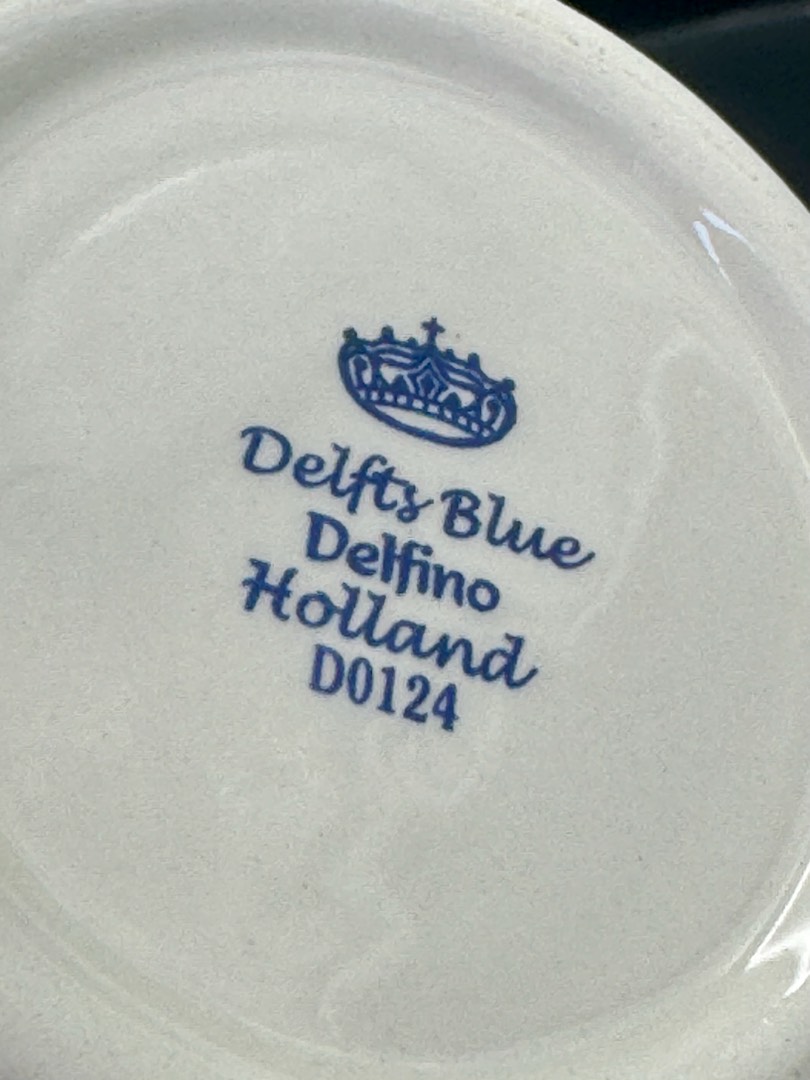 Delfts Blue
Delfino
Holland
D0124